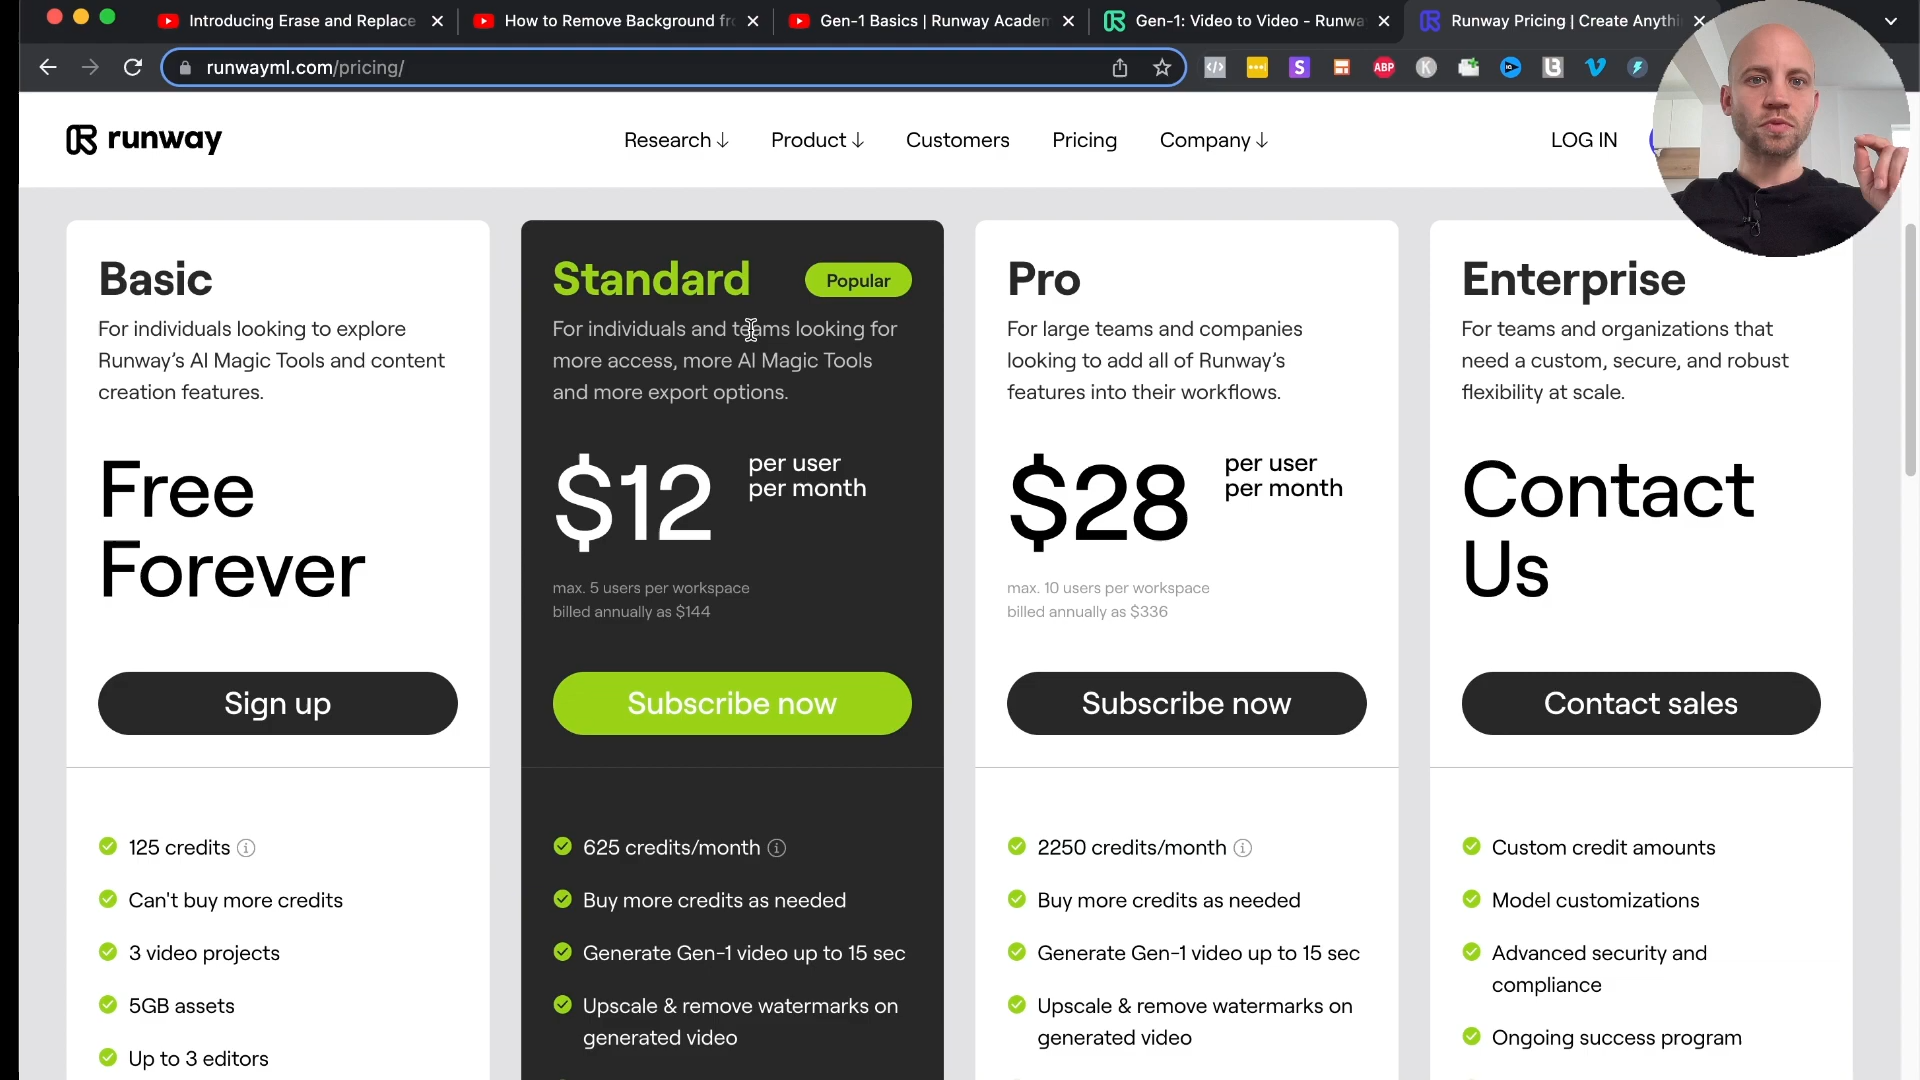 Introducing Erase and Replace
How to Remove Background fr
Gen-1 Basics | Runway Academ
Gen-1: Video to Video - Runwa
Runway Pricing | Create Anythi
runwayml.com/pricing/
S
ABP
K
runway
Research ↓
Product ↓
Customers
Pricing
Company ↓
LOG IN
Basic
For individuals looking to explore
Runway's AI Magic Tools and content
creation features.
Free
Forever
Sign up
125 credits
Can't buy more credits
3 video projects
5GB assets
Up to 3 editors
Standard
Popular
For individuals and teams looking for
more access, more AI Magic Tools
and more export options.
$12
per user
per month
max. 5 users per workspace
billed annually as $144
Subscribe now
625 credits/month
Buy more credits as needed
Generate Gen-1 video up to 15 sec
Upscale & remove watermarks on
generated video
Pro
For large teams and companies
looking to add all of Runway's
features into their workflows.
$28
per user
per month
max. 10 users per workspace
billed annually as $336
Subscribe now
2250 credits/month
Buy more credits as needed
Generate Gen-1 video up to 15 sec
Upscale & remove watermarks on
generated video
Enterprise
For teams and organizations that
need a custom, secure, and robust
flexibility at scale.
Contact
Us
Contact sales
Custom credit amounts
Model customizations
Advanced security and
compliance
Ongoing success program